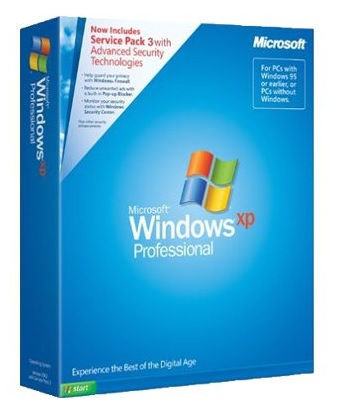 Now Includes
Service Pack 3 with
Advanced Security
Technologies
• Help guard your privacy
with Windows Firewall.
• Reduce unwanted ads with
a built-in Pop-up Blocker.
• Monitor your security
status with Windows
Security Center.
Plus other security
enhancements
Microsoft
For PCs with
Windows 95
or earlier, or
PCs without
Windows.
Microsoft
Windows xp
Professional
Experience the Best of the Digital Age
start
Microsoft
Windows xp
Professional
Operating System